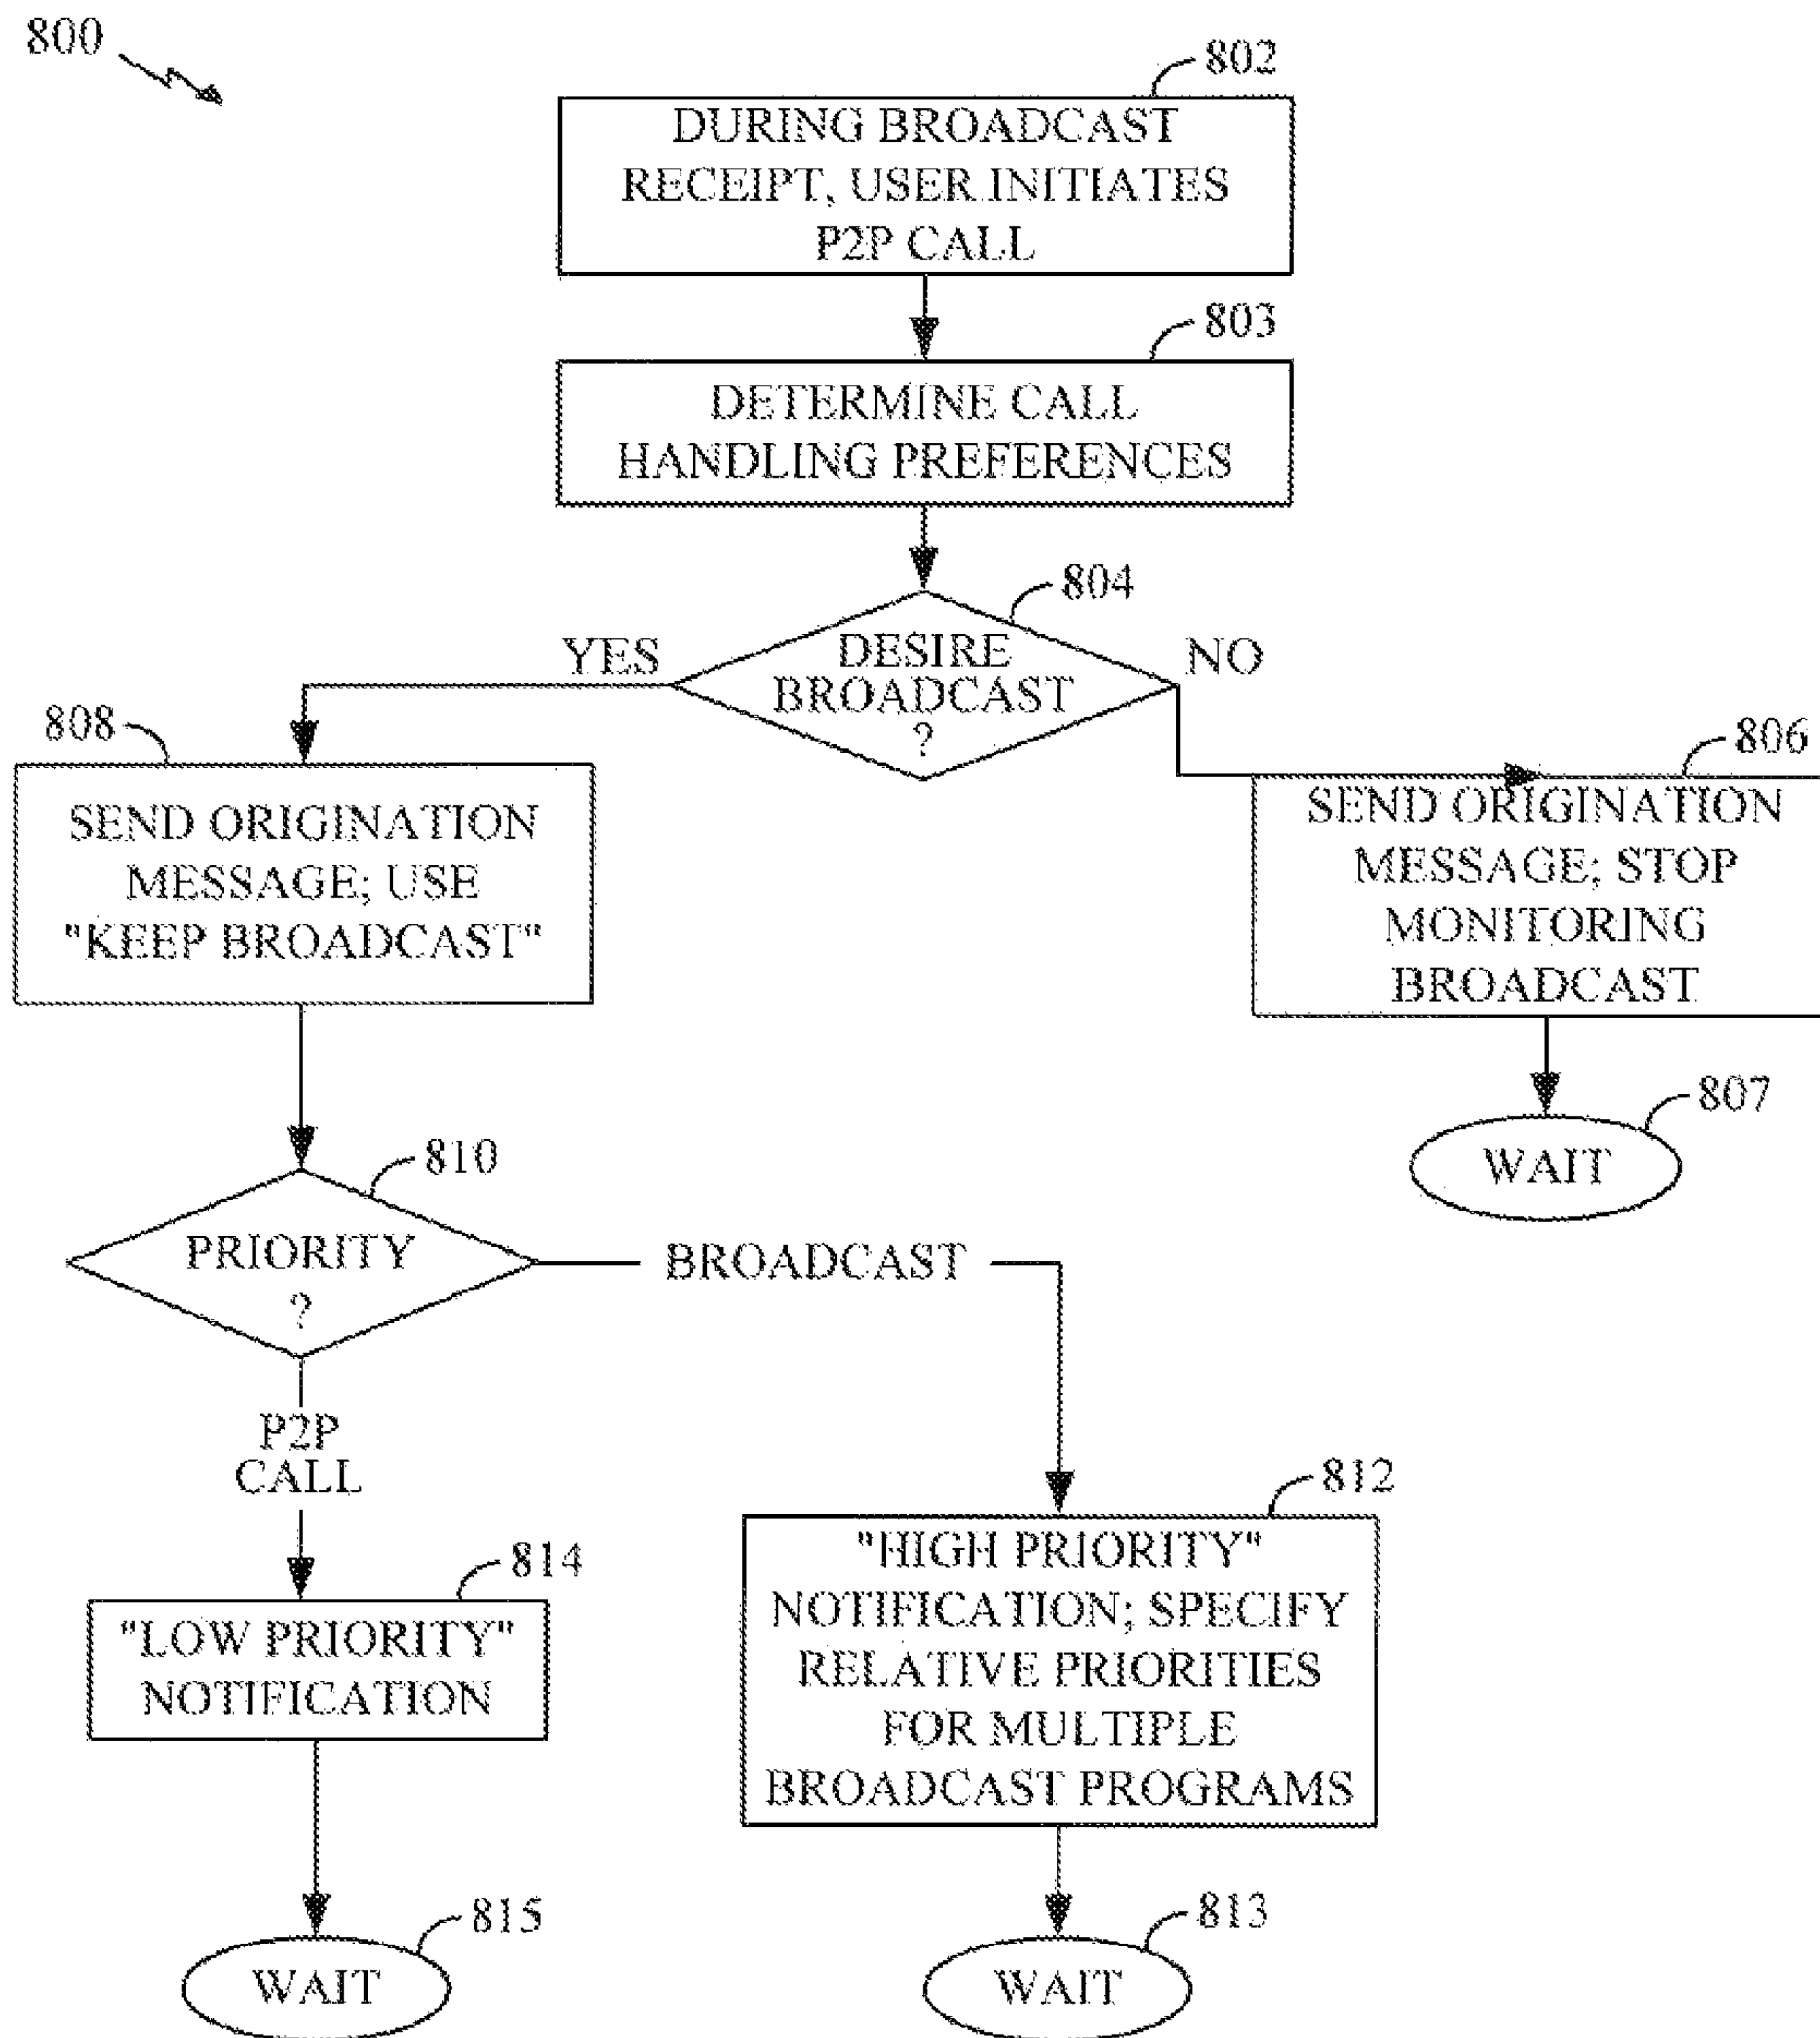 800
802
DURING BROADCAST
RECEIPT, USER INITIATES
P2P CALL
803
DETERMINE CALL
HANDLING PREFERENCES
804
DESIRE
BROADCAST
?
YES
NO
808
SEND ORIGINATION
MESSAGE; USE
"KEEP BROADCAST"
806
SEND ORIGINATION
MESSAGE; STOP
MONITORING
BROADCAST
807
WAIT
810
PRIORITY
?
BROADCAST
P2P
CALL
812
"HIGH PRIORITY"
NOTIFICATION; SPECIFY
RELATIVE PRIORITIES
FOR MULTIPLE
BROADCAST PROGRAMS
814
"LOW PRIORITY"
NOTIFICATION
815
WAIT
813
WAIT